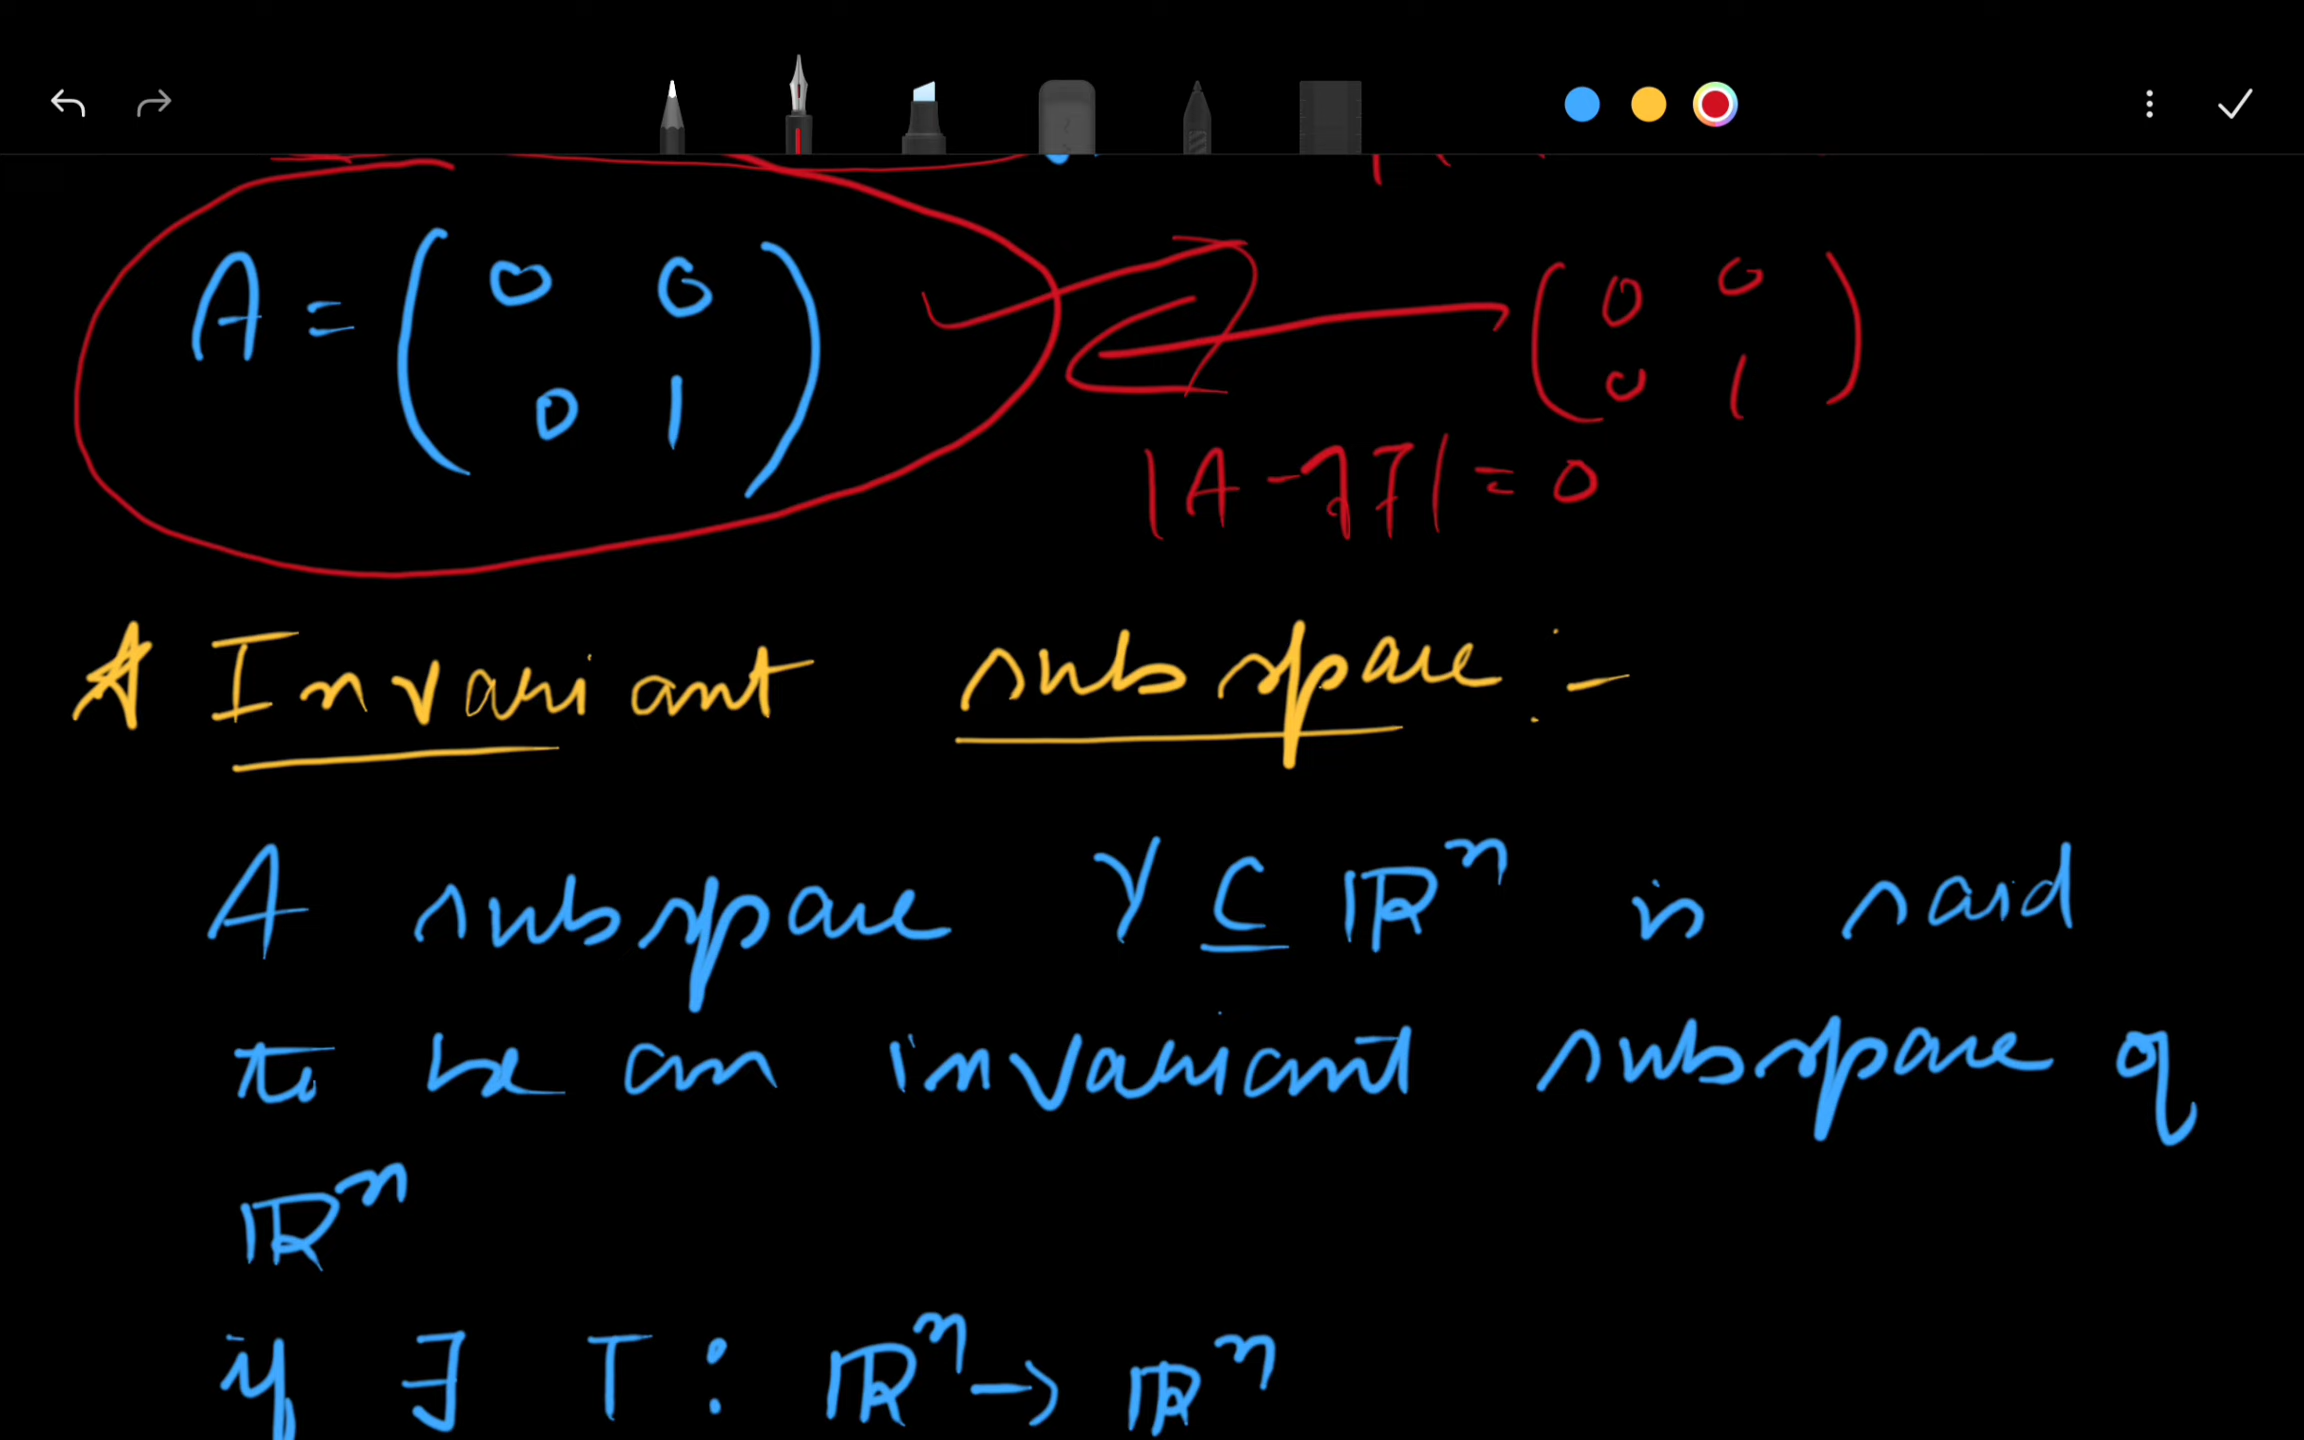 A = ( 0 0
0 1 )
( 0 0
0 1 )
|A - λI| = 0
Invariant subspace :-
A subspace Y ⊆ ℝⁿ is said
to be an invariant subspace of
ℝⁿ
if ∃ T : ℝⁿ → ℝⁿ